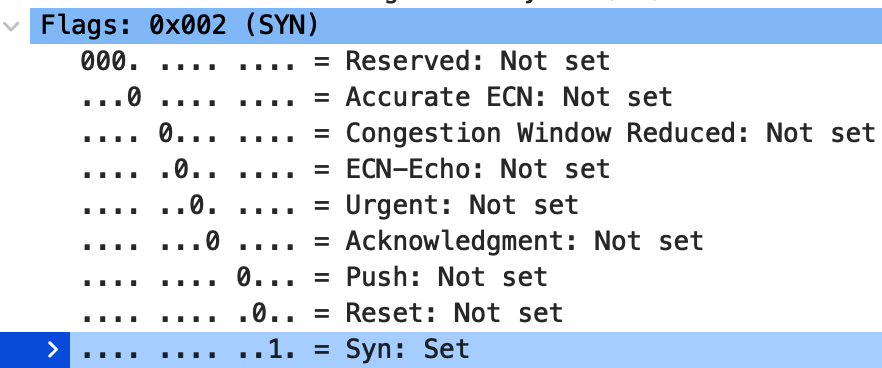 Flags: 0x002 (SYN)
000. .... .... = Reserved: Not set
...0 .... .... = Accurate ECN: Not set
.... 0... .... = Congestion Window Reduced: Not set
.... .0.. .... = ECN-Echo: Not set
.... ..0. .... = Urgent: Not set
.... ...0 .... = Acknowledgment: Not set
.... .... 0... = Push: Not set
.... .... .0.. = Reset: Not set
.... .... ..1. = Syn: Set